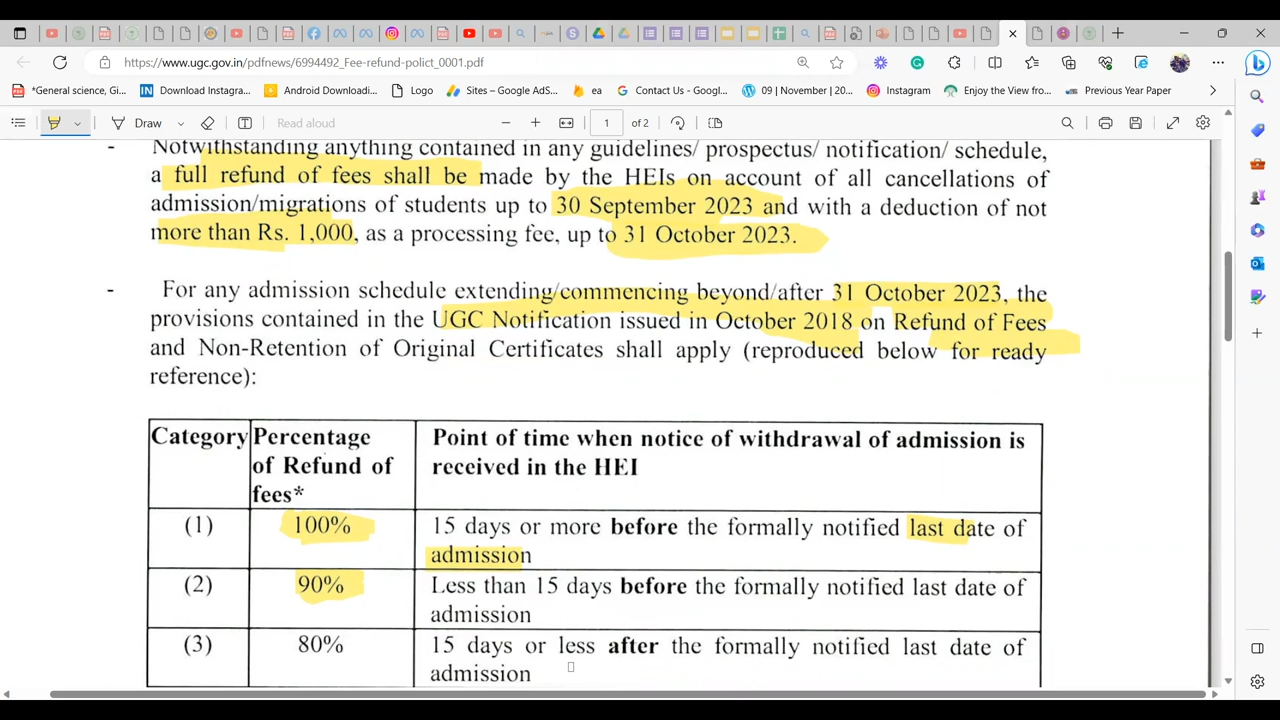 https://www.ugc.gov.in/pdfnews/6994492_Fee-refund-polict_0001.pdf
*General science, Gi...
Download Instagra...
Android Downloadi...
Logo
Sites – Google AdS...
ea
Contact Us - Googl...
09 | November | 20...
Instagram
Enjoy the View from...
Previous Year Paper
Draw
Read aloud
1
of 2
- Notwithstanding anything contained in any guidelines/ prospectus/ notification/ schedule,
a full refund of fees shall be made by the HEIs on account of all cancellations of
admission/migrations of students up to 30 September 2023 and with a deduction of not
more than Rs. 1,000, as a processing fee, up to 31 October 2023.
- For any admission schedule extending/commencing beyond/after 31 October 2023, the
provisions contained in the UGC Notification issued in October 2018 on Refund of Fees
and Non-Retention of Original Certificates shall apply (reproduced below for ready
reference):
Category
Percentage
of Refund of
fees*
Point of time when notice of withdrawal of admission is
received in the HEI
(1)
100%
15 days or more before the formally notified last date of
admission
(2)
90%
Less than 15 days before the formally notified last date of
admission
(3)
80%
15 days or less after the formally notified last date of
admission